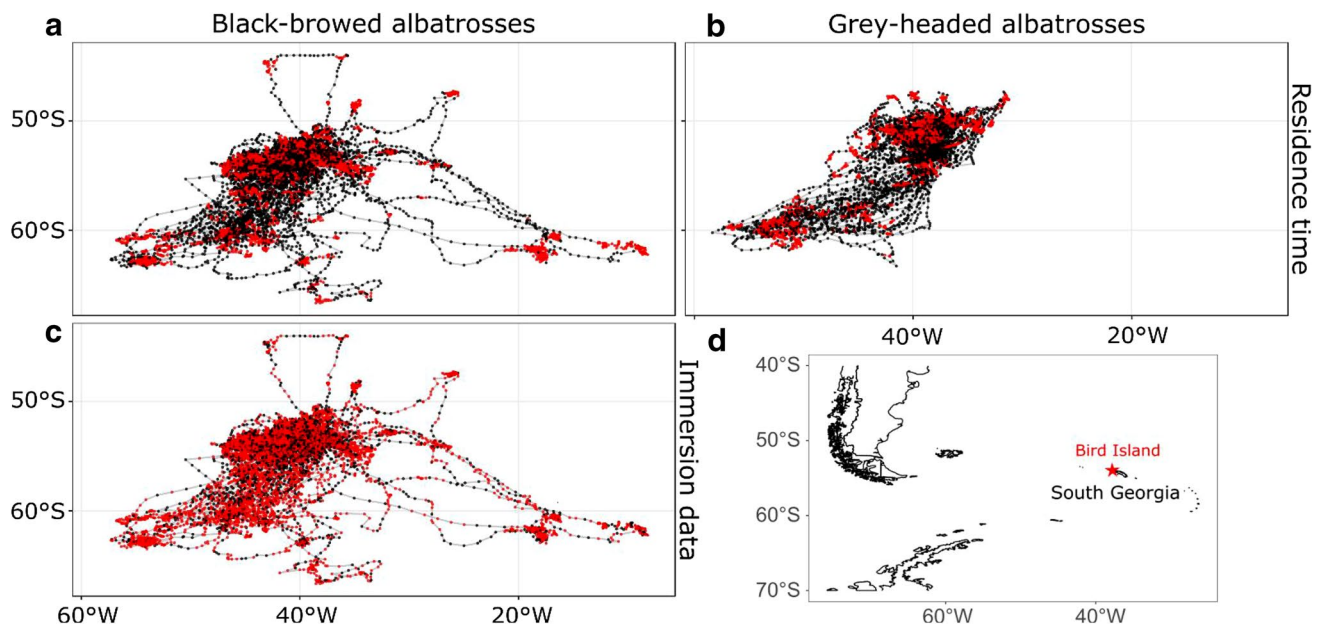 a
Black-browed albatrosses
b
Grey-headed albatrosses
50°S
60°S
Residence time
40°W
20°W
c
50°S
60°S
Immersion data
60°W
40°W
20°W
d
40°S
50°S
60°S
70°S
Bird Island
South Georgia
60°W
40°W